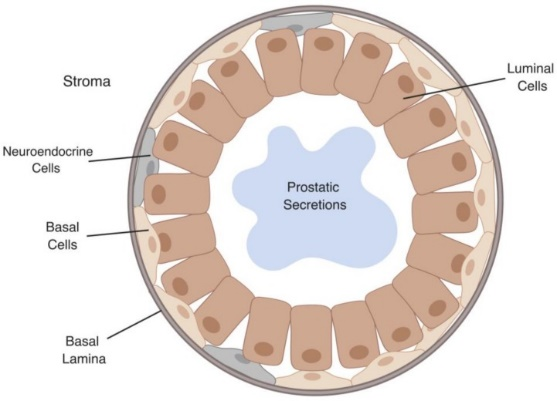 Stroma
Luminal
Cells
Neuroendocrine
Cells
Prostatic
Secretions
Basal
Cells
Basal
Lamina